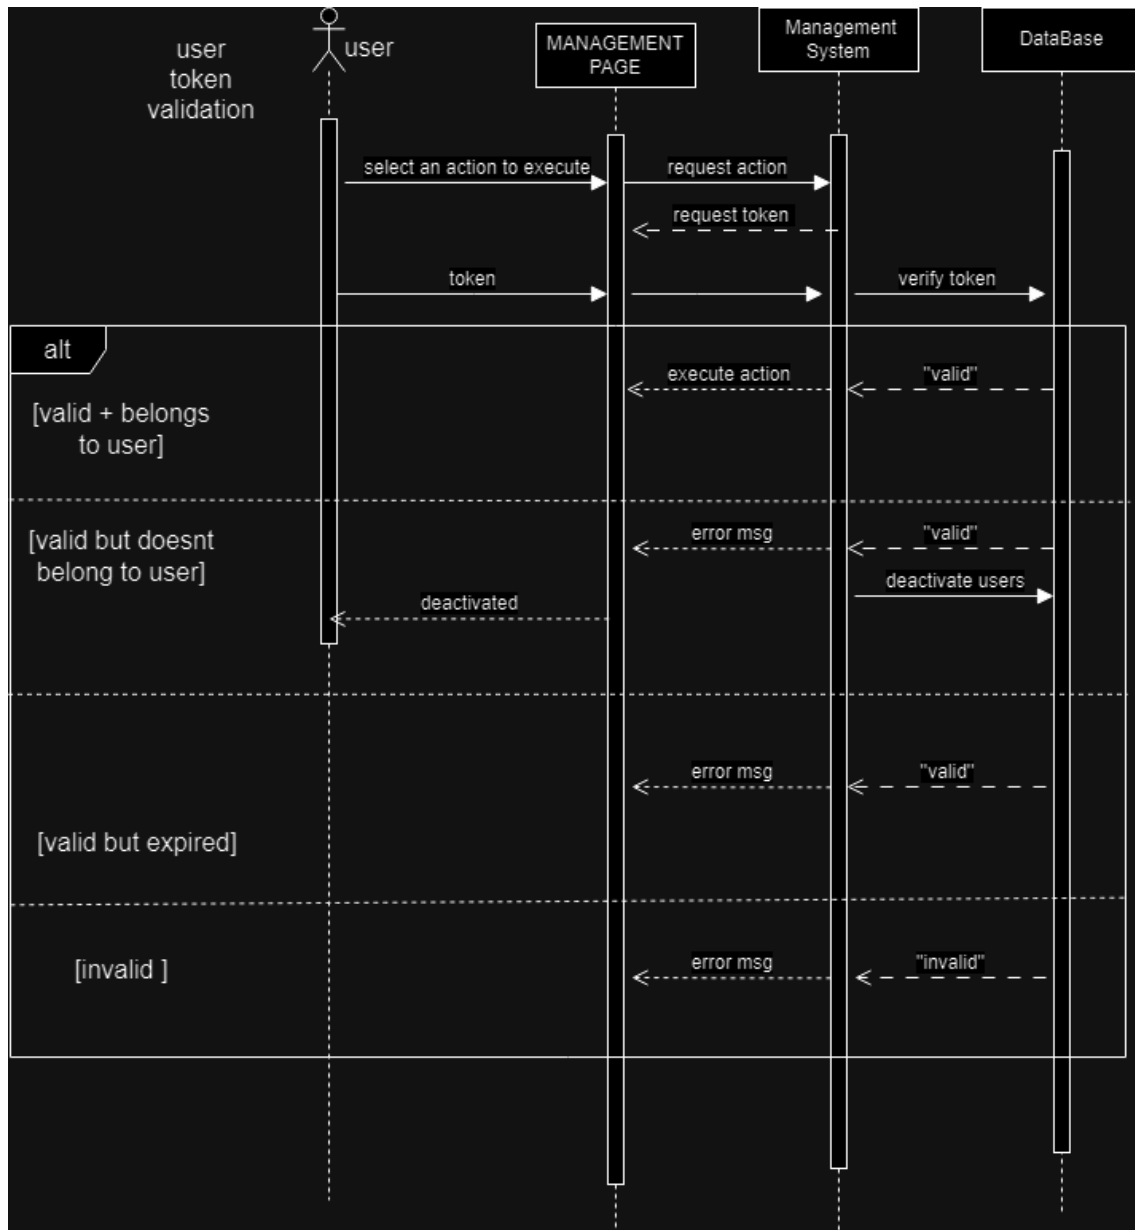 user
token
validation
user
MANAGEMENT
PAGE
Management
System
DataBase
select an action to execute
request action
request token
token
verify token
alt
execute action
"valid"
[valid + belongs
to user]
[valid but doesnt
belong to user]
error msg
"valid"
deactivate users
deactivated
error msg
"valid"
[valid but expired]
[invalid ]
error msg
"invalid"